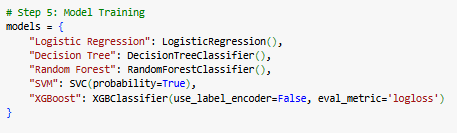 # Step 5: Model Training
models = {
    "Logistic Regression": LogisticRegression(),
    "Decision Tree": DecisionTreeClassifier(),
    "Random Forest": RandomForestClassifier(),
    "SVM": SVC(probability=True),
    "XGBoost": XGBClassifier(use_label_encoder=False, eval_metric='logloss')
}